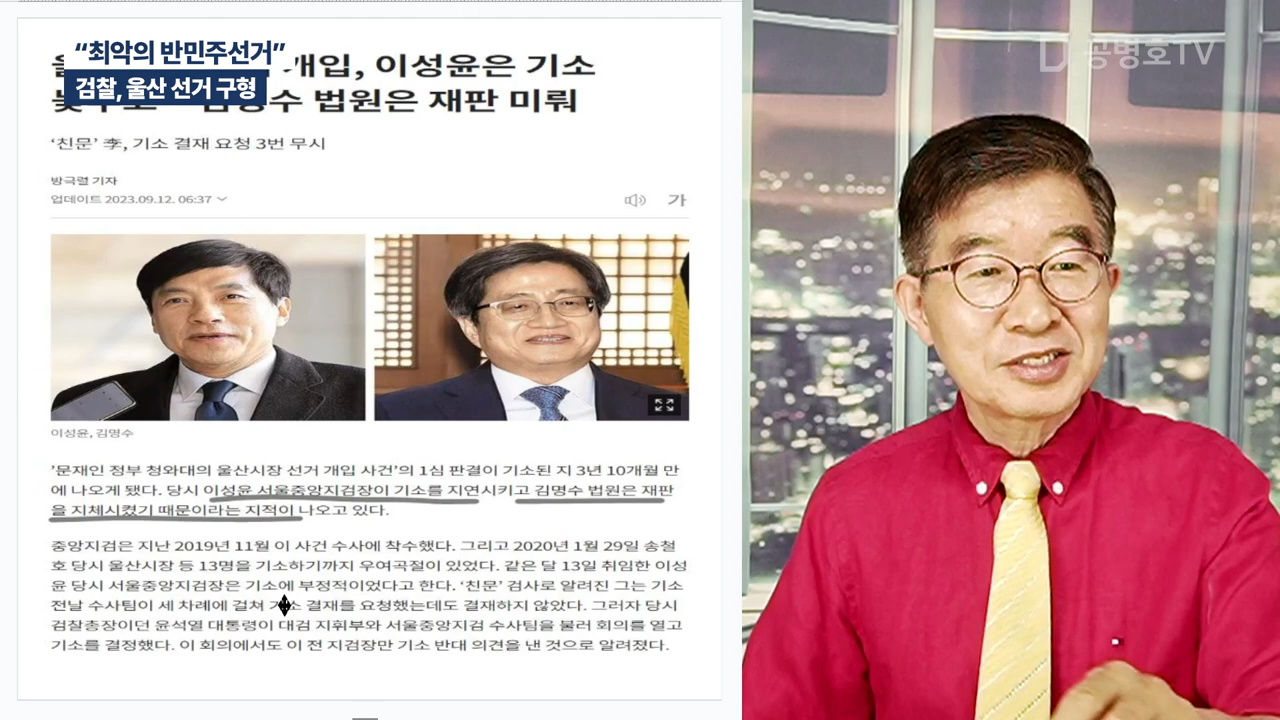 “최악의 반민주선거”
검찰, 울산 선거 구형
개입, 이성윤은 기소
수 법원은 재판 미뤄
‘친문’ 李, 기소 결재 요청 3번 무시
방극렬 기자
업데이트 2023.09.12. 06:37
가
이성윤, 김명수
’문재인 정부 청와대의 울산시장 선거 개입 사건’의 1심 판결이 기소된 지 3년 10개월 만
에 나오게 됐다. 당시 이성윤 서울중앙지검장이 기소를 지연시키고 김명수 법원은 재판
을 지체시켰기 때문이라는 지적이 나오고 있다.
중앙지검은 지난 2019년 11월 이 사건 수사에 착수했다. 그리고 2020년 1월 29일 송철
호 당시 울산시장 등 13명을 기소하기까지 우여곡절이 있었다. 같은 달 13일 취임한 이성
윤 당시 서울중앙지검장은 기소에 부정적이었다고 한다. ‘친문’ 검사로 알려진 그는 기소
전날 수사팀이 세 차례에 걸쳐 기소 결재를 요청했는데도 결재하지 않았다. 그러자 당시
검찰총장이던 윤석열 대통령이 대검 지휘부와 서울중앙지검 수사팀을 불러 회의를 열고
기소를 결정했다. 이 회의에서도 이 전 지검장만 기소 반대 의견을 낸 것으로 알려졌다.
공병호TV